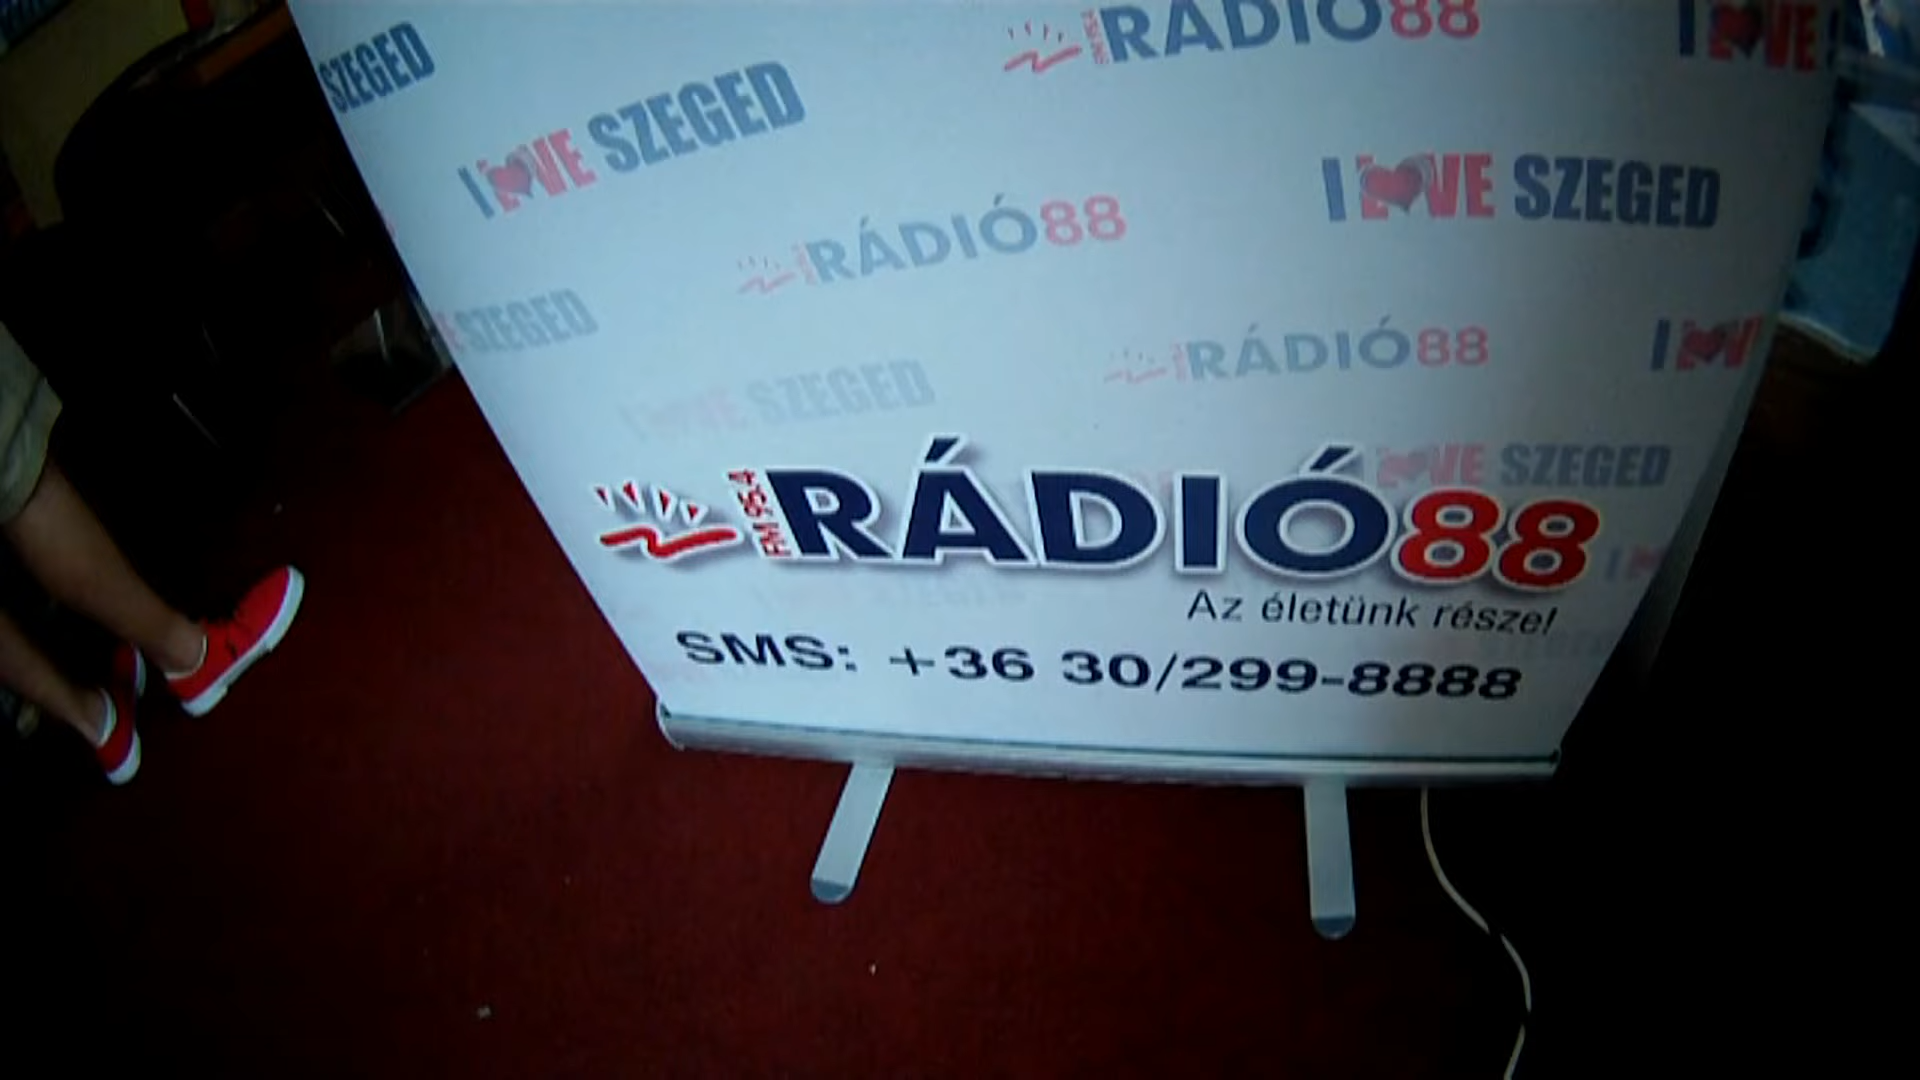 RÁDIÓ88
I LOVE
SZEGED
I LOVE SZEGED
I LOVE SZEGED
RÁDIÓ88
SZEGED
RÁDIÓ88
I LOVE
I LOVE SZEGED
LOVE SZEGED
FM 95.4 RÁDIÓ88
Az életünk része!
SMS: +36 30/299-8888